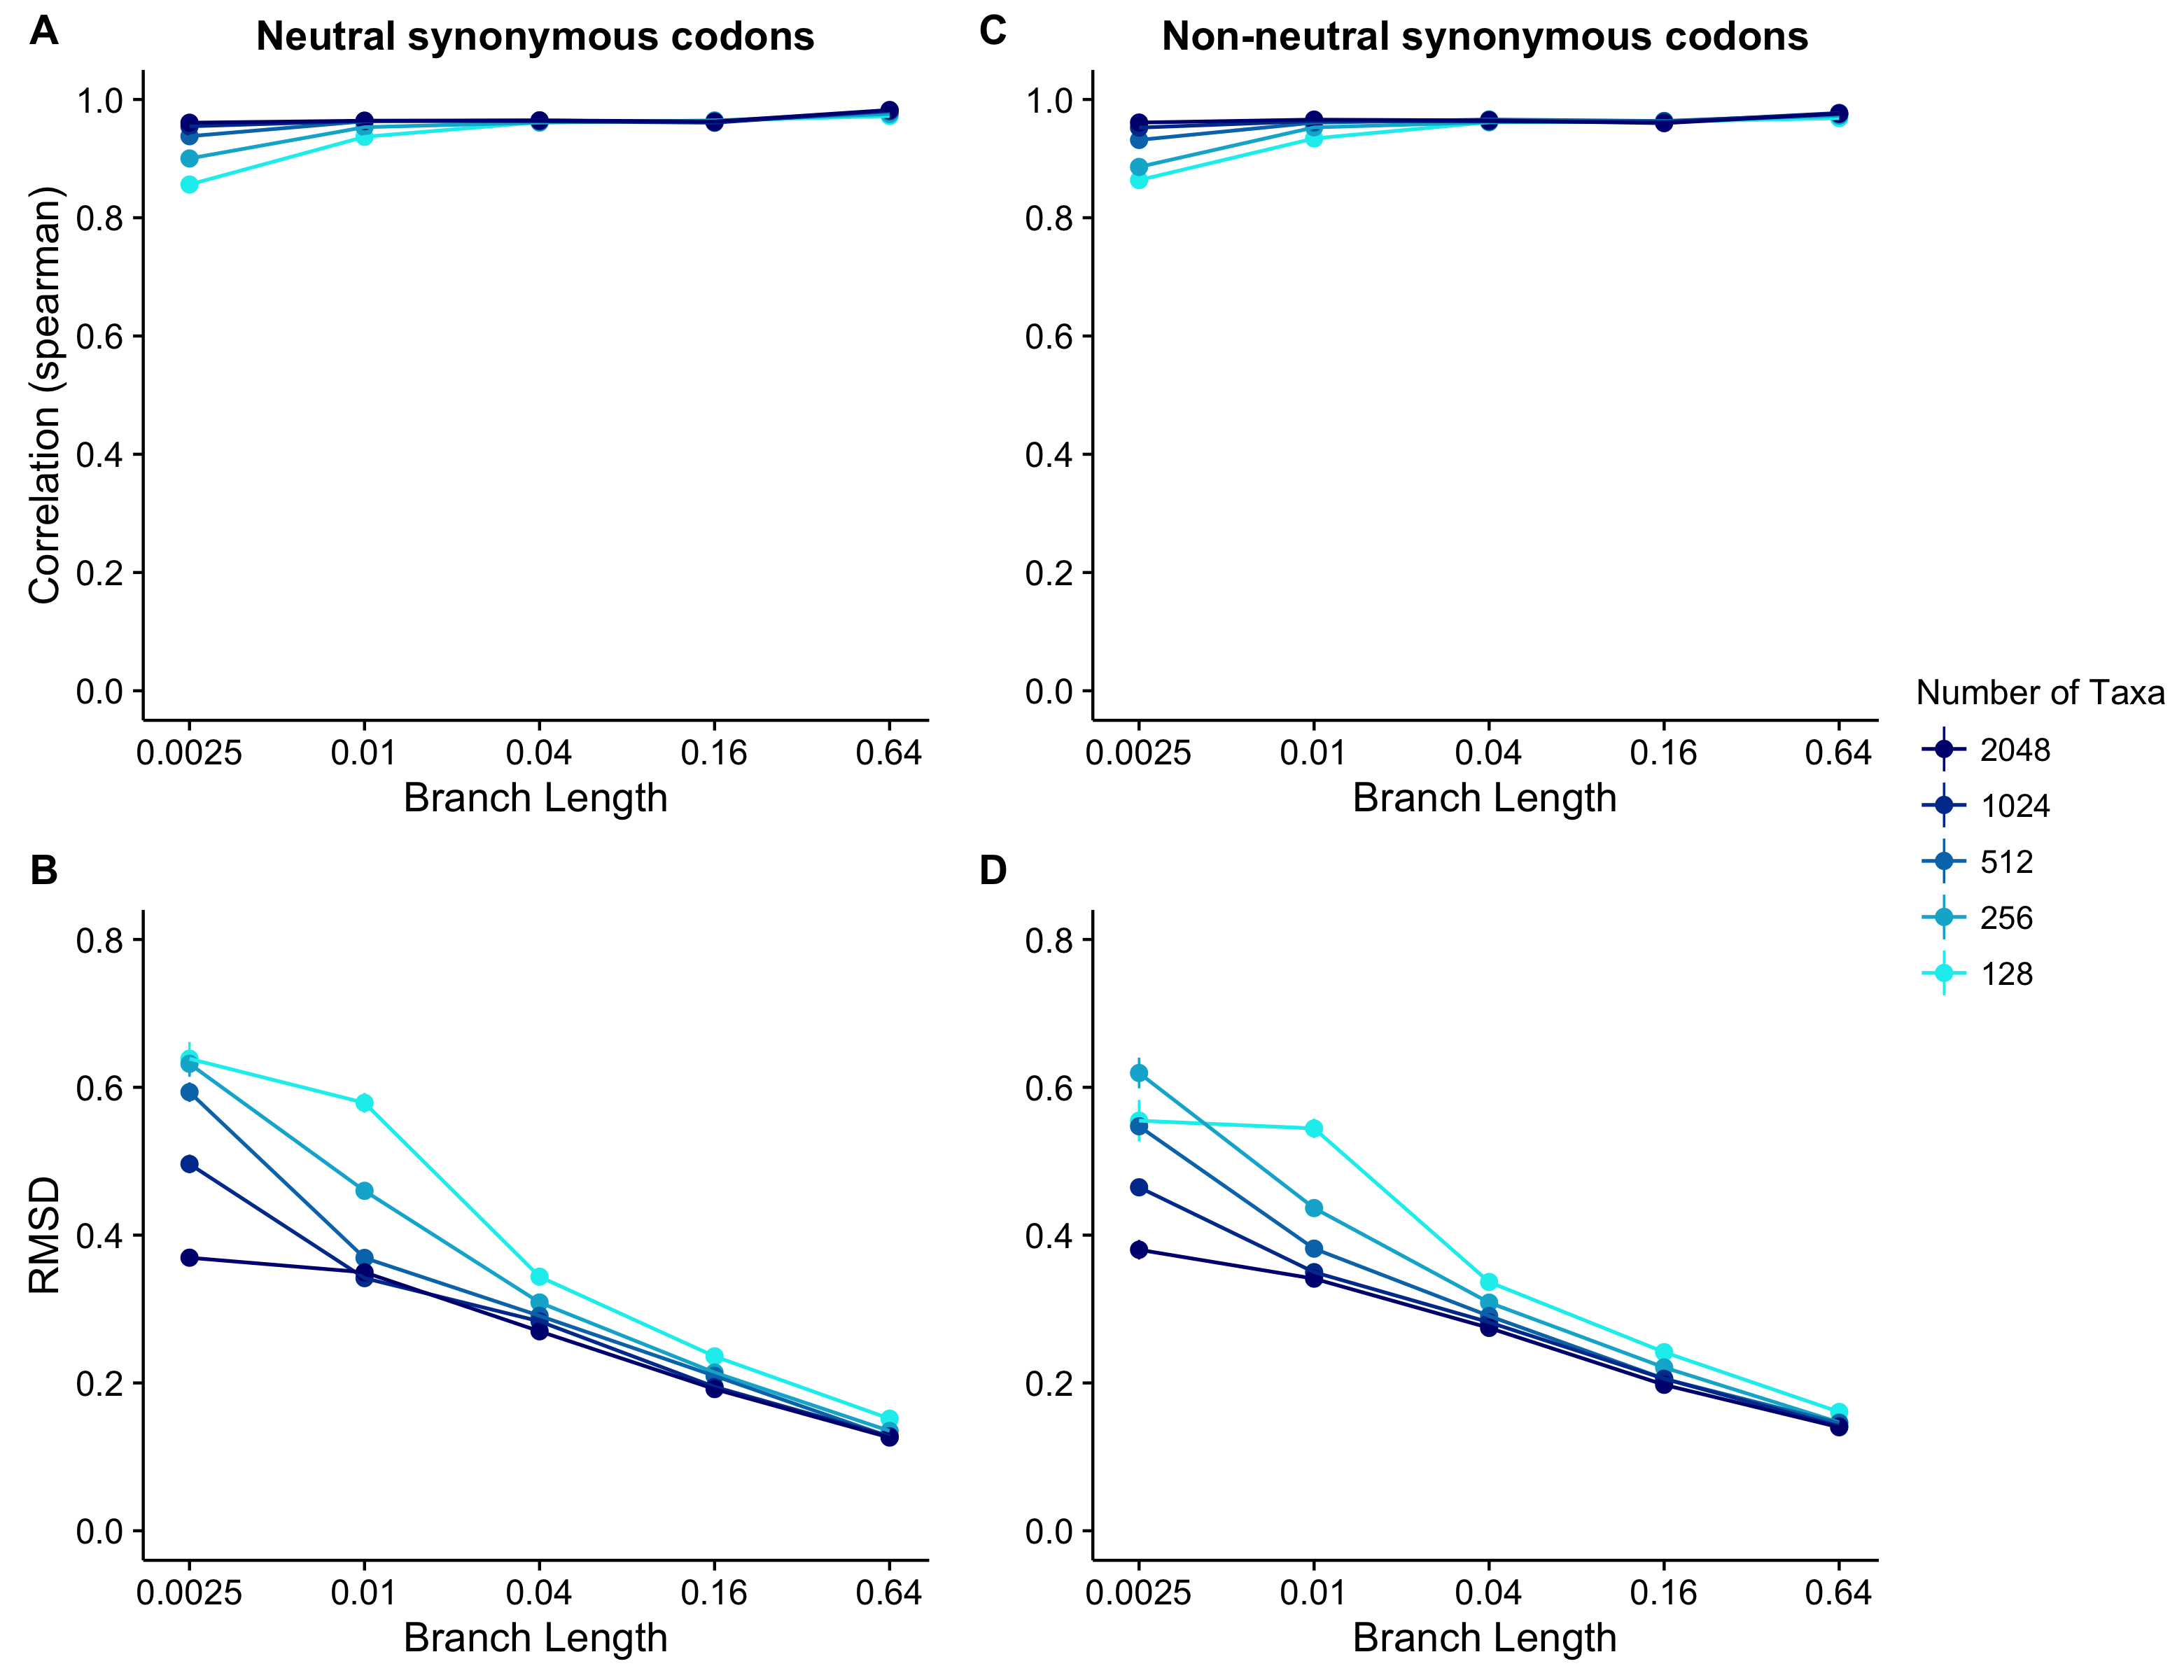 A
Neutral synonymous codons
1.0
0.8
0.6
0.4
0.2
0.0
Correlation (spearman)
0.0025 0.01 0.04 0.16 0.64
Branch Length
C
Non-neutral synonymous codons
1.0
0.8
0.6
0.4
0.2
0.0
0.0025 0.01 0.04 0.16 0.64
Branch Length
B
0.8
0.6
0.4
0.2
0.0
RMSD
0.0025 0.01 0.04 0.16 0.64
Branch Length
D
0.8
0.6
0.4
0.2
0.0
0.0025 0.01 0.04 0.16 0.64
Branch Length
Number of Taxa
2048
1024
512
256
128